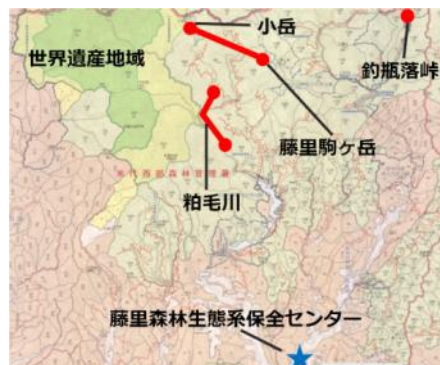 小岳
世界遺産地域
釣瓶落峠
藤里駒ヶ岳
粕毛川
藤里森林生態系保全センター